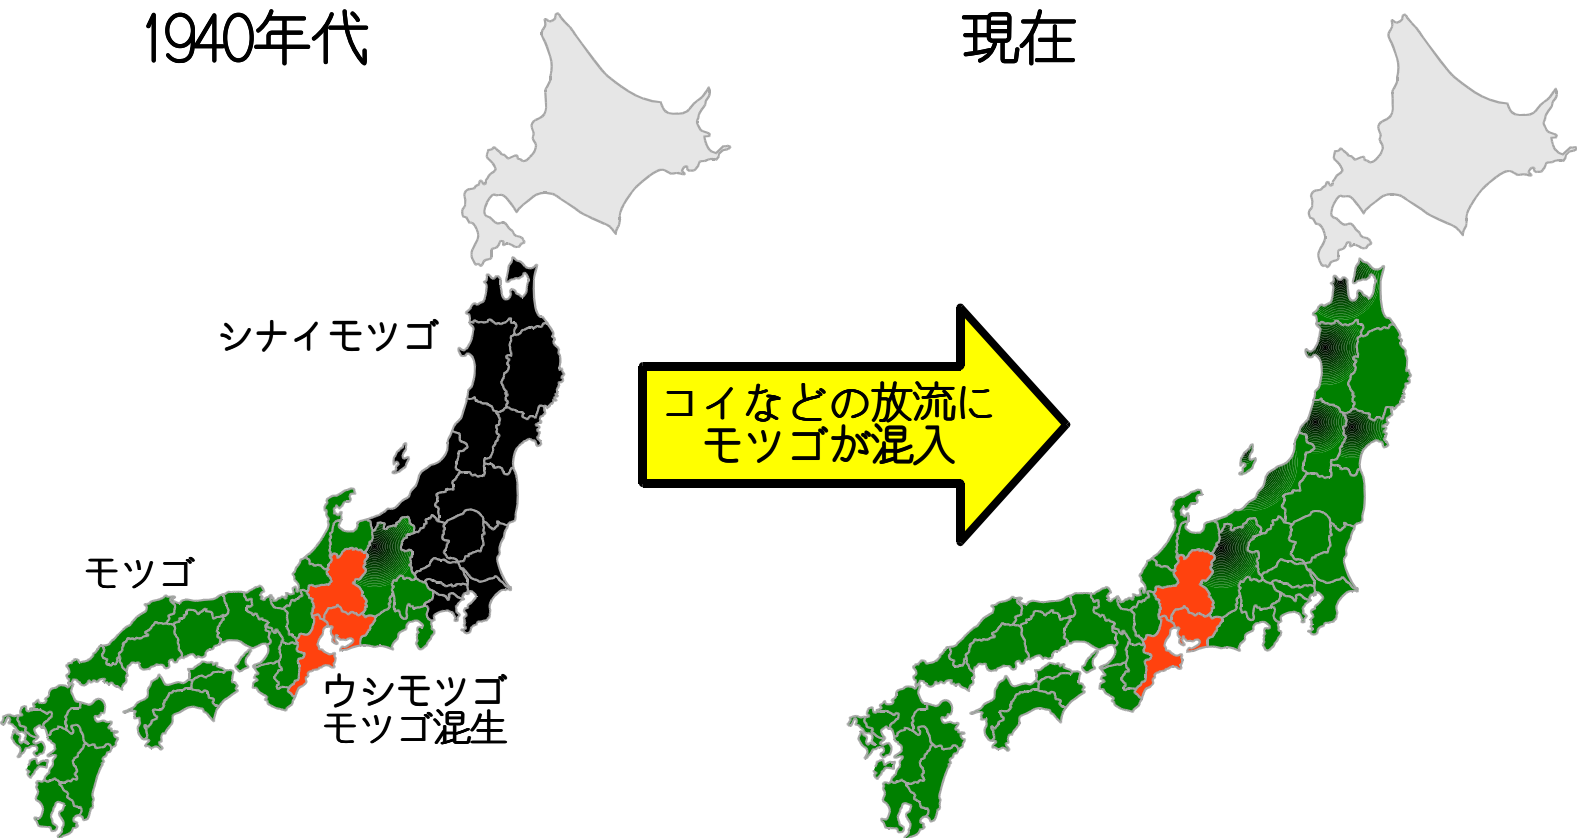 1940年代
現在
シナイモツゴ
コイなどの放流に
モツゴが混入
モツゴ
ウシモツゴ
モツゴ混生